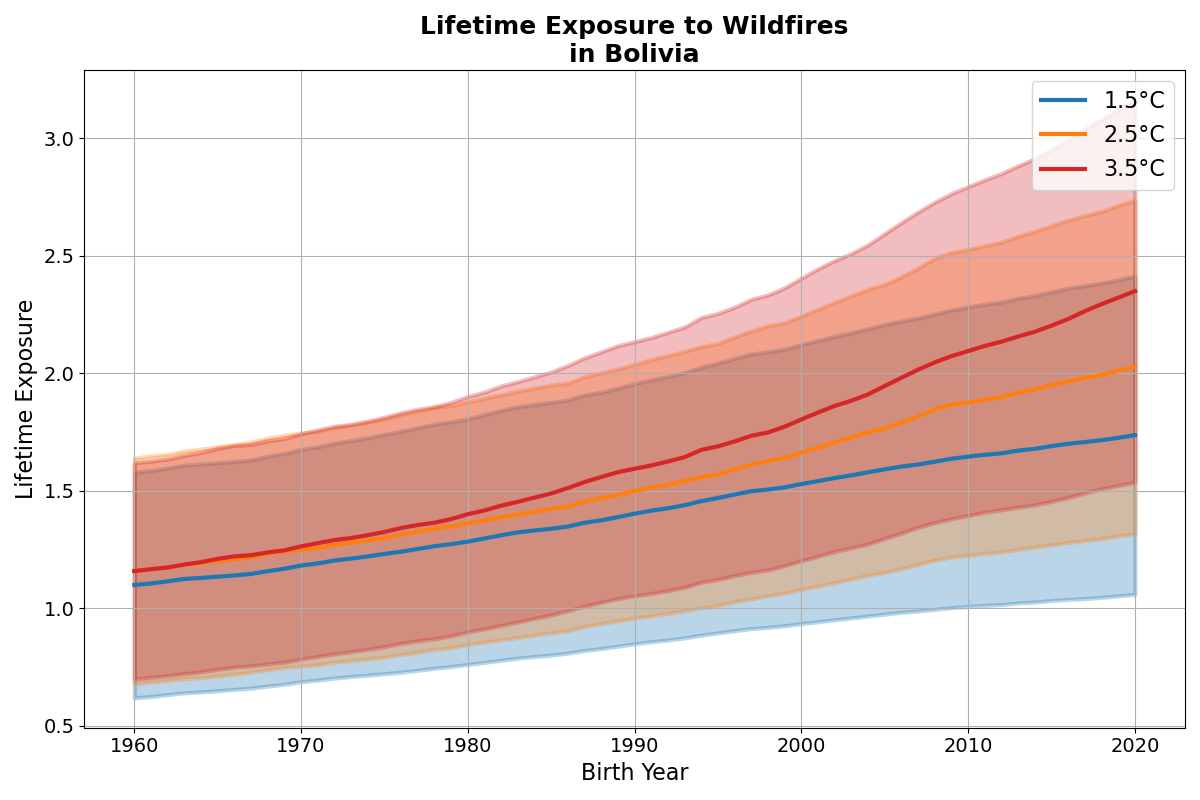 Lifetime Exposure to Wildfires
in Bolivia
1.5°C
2.5°C
3.5°C
Lifetime Exposure
3.0
2.5
2.0
1.5
1.0
0.5
1960 1970 1980 1990 2000 2010 2020
Birth Year